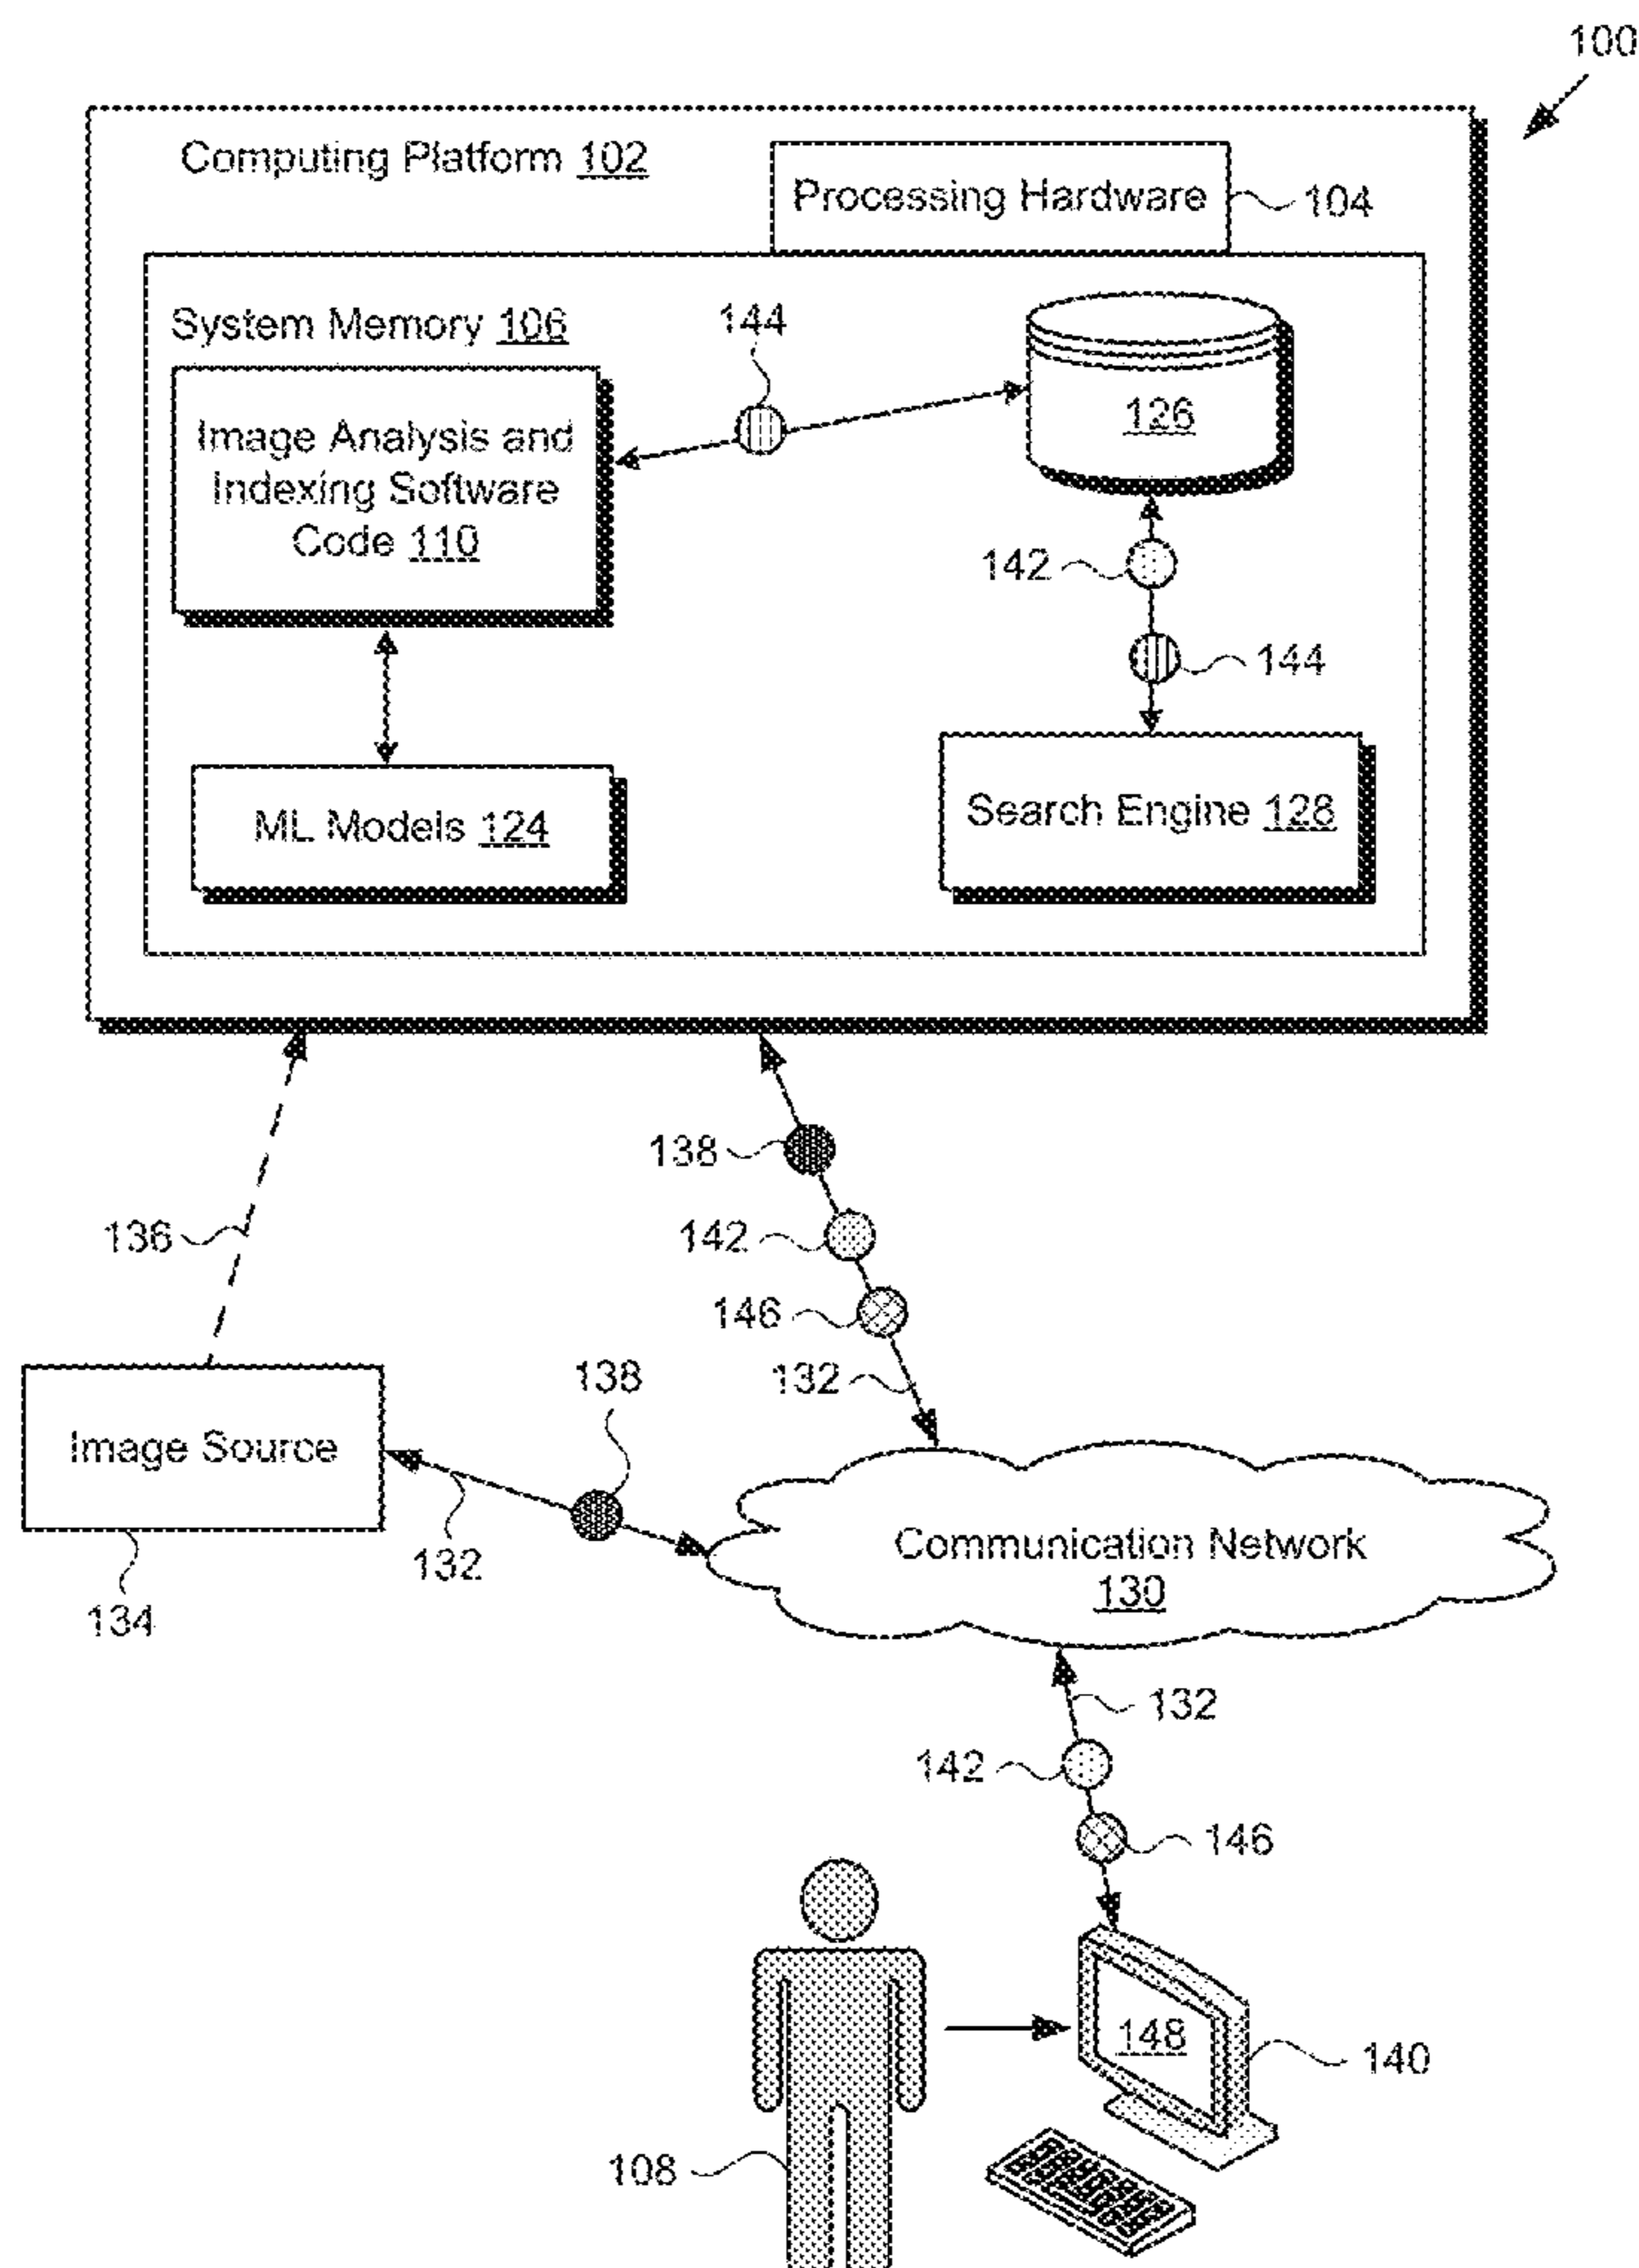 100
Computing Platform 102
Processing Hardware
104
System Memory 106
144
Image Analysis and
Indexing Software
Code 110
126
142
144
ML Models 124
Search Engine 128
138
136
142
146
132
138
Image Source
132
134
Communication Network
130
132
142
146
148
140
108